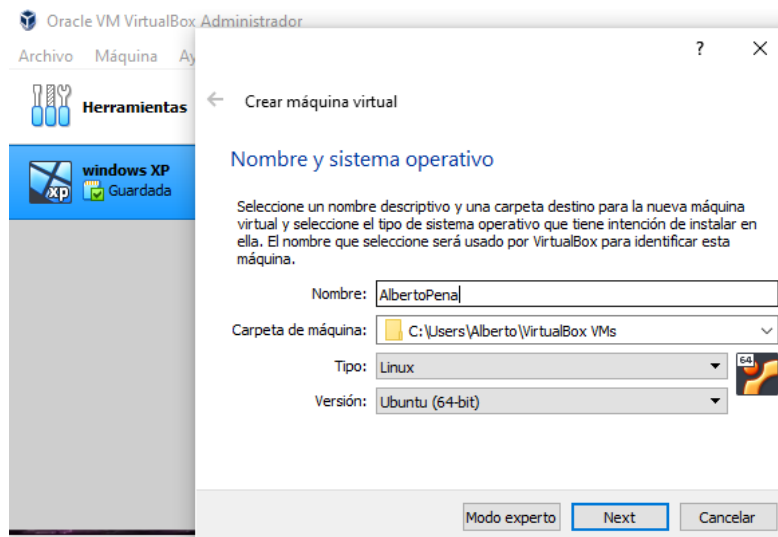 Oracle VM VirtualBox Administrador
Archivo Máquina Ay
? X
Herramientas
Crear máquina virtual
windows XP
Guardada
xp
Nombre y sistema operativo
Seleccione un nombre descriptivo y una carpeta destino para la nueva máquina
virtual y seleccione el tipo de sistema operativo que tiene intención de instalar en
ella. El nombre que seleccione será usado por VirtualBox para identificar esta
máquina.
Nombre: AlbertoPena
Carpeta de máquina: C:\Users\Alberto\VirtualBox VMs
Tipo: Linux
64
Versión: Ubuntu (64-bit)
Modo experto Next Cancelar